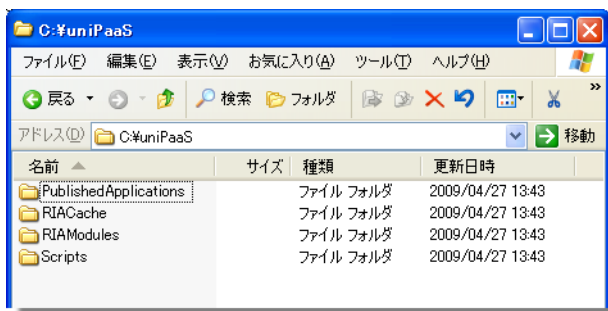 C:¥uniPaaS
ファイル(F) 編集(E) 表示(V) お気に入り(A) ツール(T) ヘルプ(H)
戻る 検索 フォルダ »
アドレス(D) C:¥uniPaaS 移動
名前 サイズ 種類 更新日時
PublishedApplications ファイル フォルダ 2009/04/27 13:43
RIACache ファイル フォルダ 2009/04/27 13:43
RIAModules ファイル フォルダ 2009/04/27 13:43
Scripts ファイル フォルダ 2009/04/27 13:43